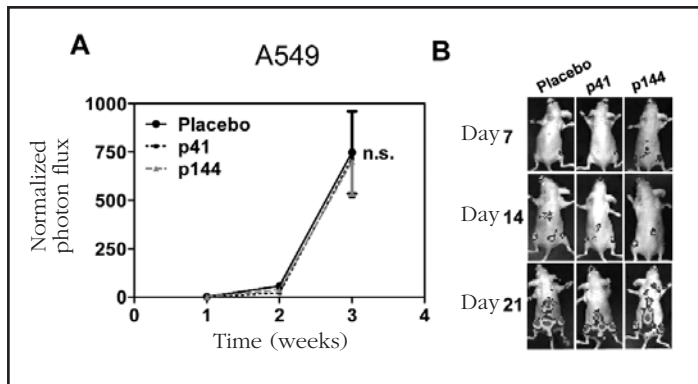 A
A549
Normalized
photon flux
1000
750
500
250
0
Placebo
p41
p144
n.s.
0
1
2
3
4
Time (weeks)
B
Placebo
p41
p144
Day 7
Day 14
Day 21